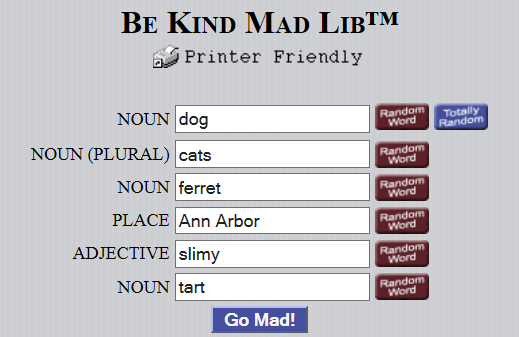 Be Kind Mad Lib™
Printer Friendly
NOUN dog Random Word Totally Random
NOUN (PLURAL) cats Random Word
NOUN ferret Random Word
PLACE Ann Arbor Random Word
ADJECTIVE slimy Random Word
NOUN tart Random Word
Go Mad!